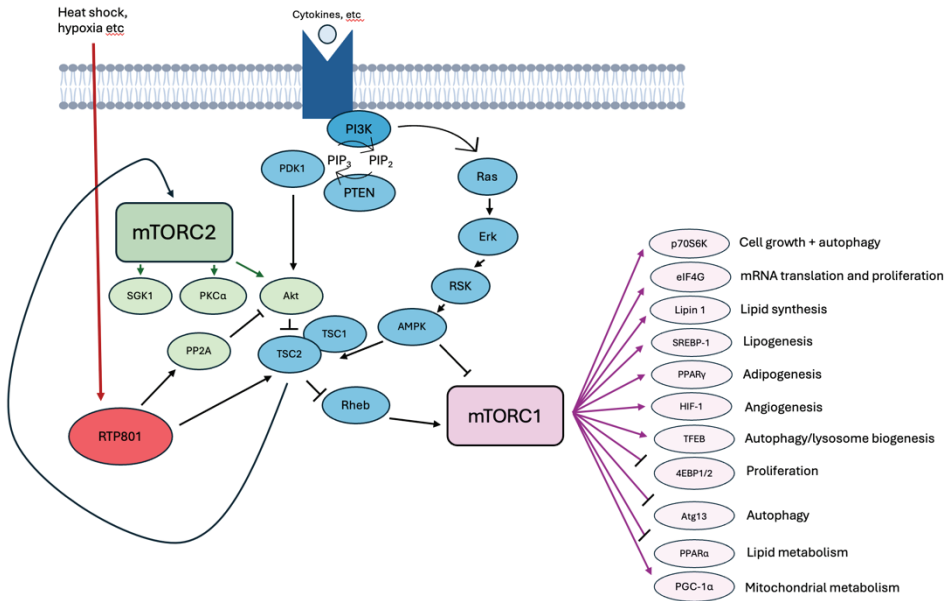 Heat shock,
hypoxia etc
Cytokines, etc
PI3K
PDK1
PIP3
PIP2
PTEN
Ras
mTORC2
Erk
SGK1
PKCα
Akt
RSK
TSC1
AMPK
PP2A
TSC2
Rheb
RTP801
mTORC1
p70S6K Cell growth + autophagy
eIF4G mRNA translation and proliferation
Lipin 1 Lipid synthesis
SREBP-1 Lipogenesis
PPARγ Adipogenesis
HIF-1 Angiogenesis
TFEB Autophagy/lysosome biogenesis
4EBP1/2 Proliferation
Atg13 Autophagy
PPARα Lipid metabolism
PGC-1α Mitochondrial metabolism